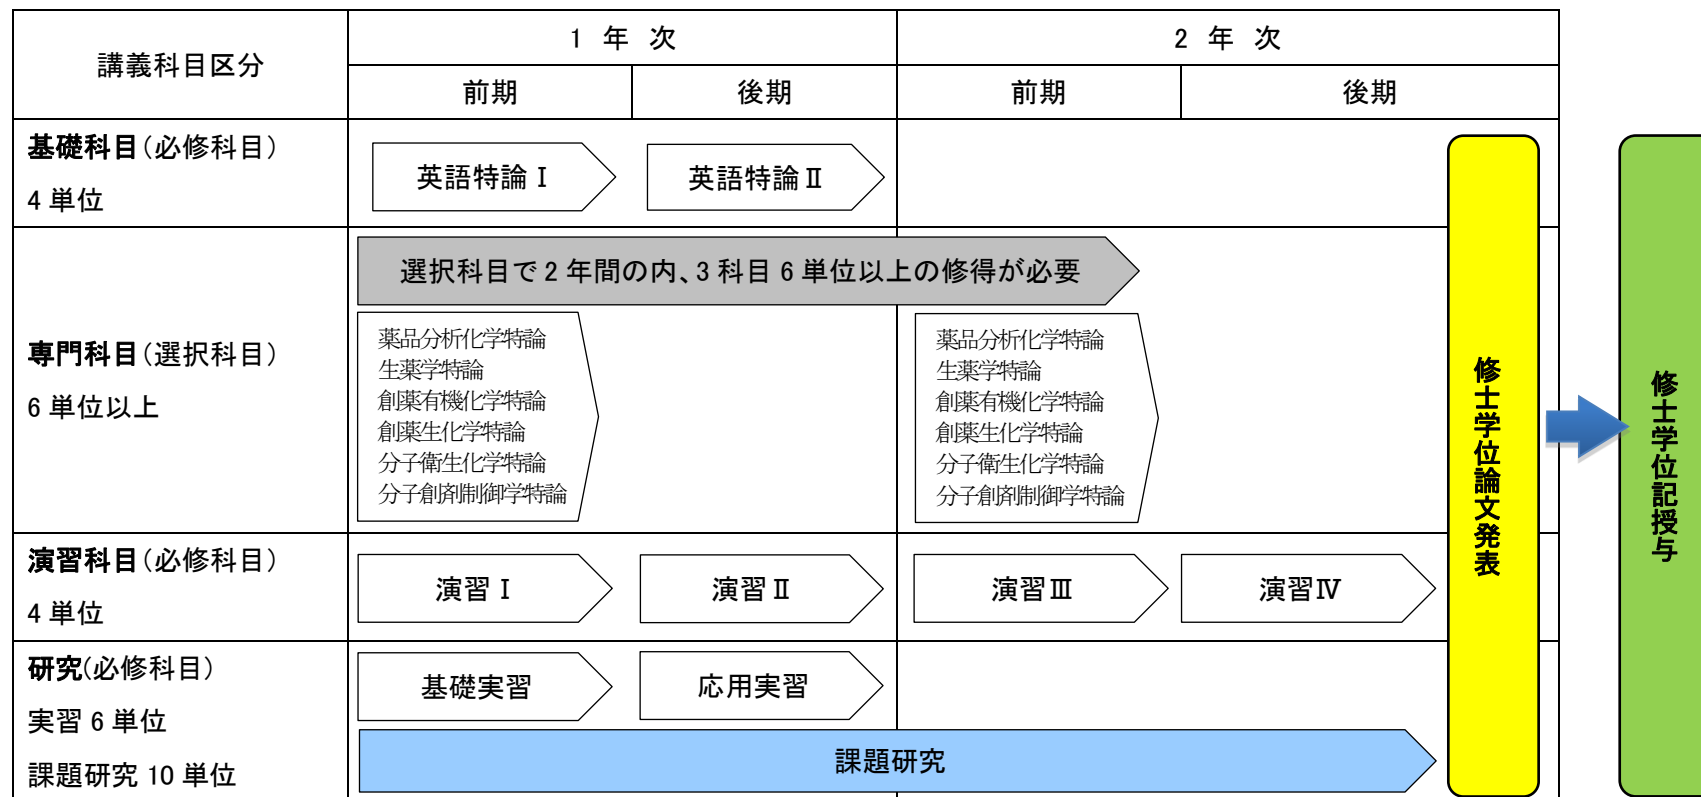 講義科目区分
1 年 次
2 年 次
前期
後期
前期
後期
基礎科目(必修科目)
4 単位
英語特論Ⅰ
英語特論Ⅱ
専門科目(選択科目)
6 単位以上
選択科目で 2 年間の内、3 科目 6 単位以上の修得が必要
薬品分析化学特論
生薬学特論
創薬有機化学特論
創薬生化学特論
分子衛生化学特論
分子創剤制御学特論
薬品分析化学特論
生薬学特論
創薬有機化学特論
創薬生化学特論
分子衛生化学特論
分子創剤制御学特論
演習科目(必修科目)
4 単位
演習Ⅰ
演習Ⅱ
演習Ⅲ
演習Ⅳ
研究(必修科目)
実習 6 単位
課題研究 10 単位
基礎実習
応用実習
課題研究
修士学位論文発表
修士学位記授与